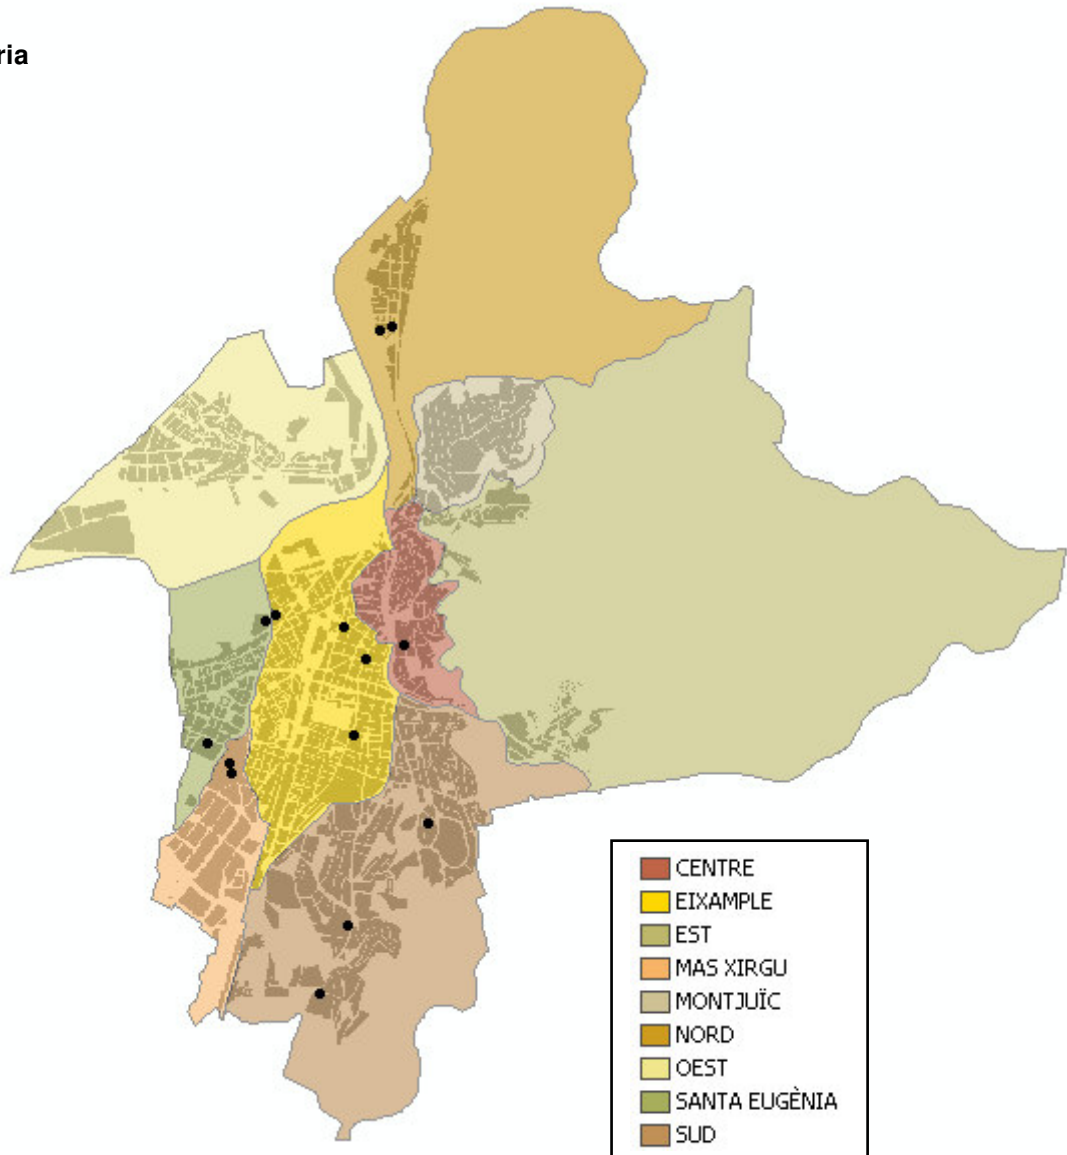 ria
CENTRE
EIXAMPLE
EST
MAS XIRGU
MONTJUÏC
NORD
OEST
SANTA EUGÈNIA
SUD